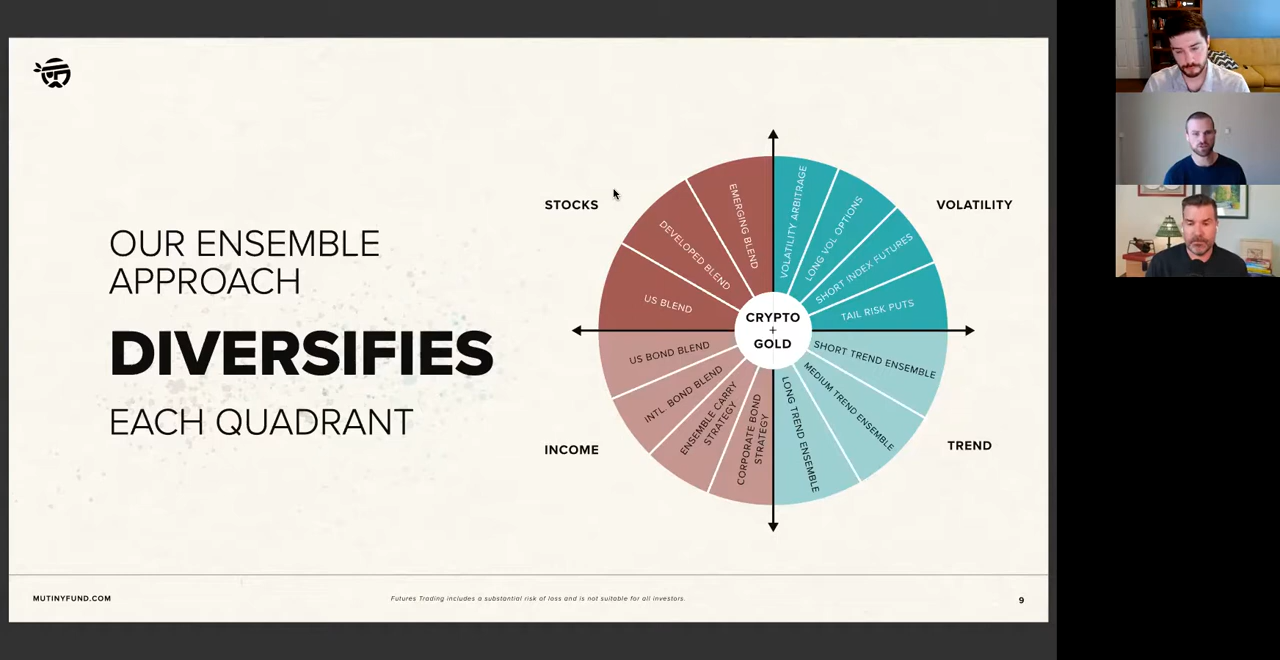 OUR ENSEMBLE
APPROACH
DIVERSIFIES
EACH QUADRANT
STOCKS
VOLATILITY
INCOME
TREND
EMERGING BLEND
DEVELOPED BLEND
US BLEND
VOLATILITY ARBITRAGE
LONG VOL OPTIONS
SHORT INDEX FUTURES
TAIL RISK PUTS
CRYPTO
+
GOLD
US BOND BLEND
INTL. BOND BLEND
ENSEMBLE CARRY
STRATEGY
CORPORATE BOND
STRATEGY
SHORT TREND ENSEMBLE
MEDIUM TREND ENSEMBLE
LONG TREND ENSEMBLE
MUTINYFUND.COM
Futures Trading includes a substantial risk of loss and is not suitable for all investors.
9